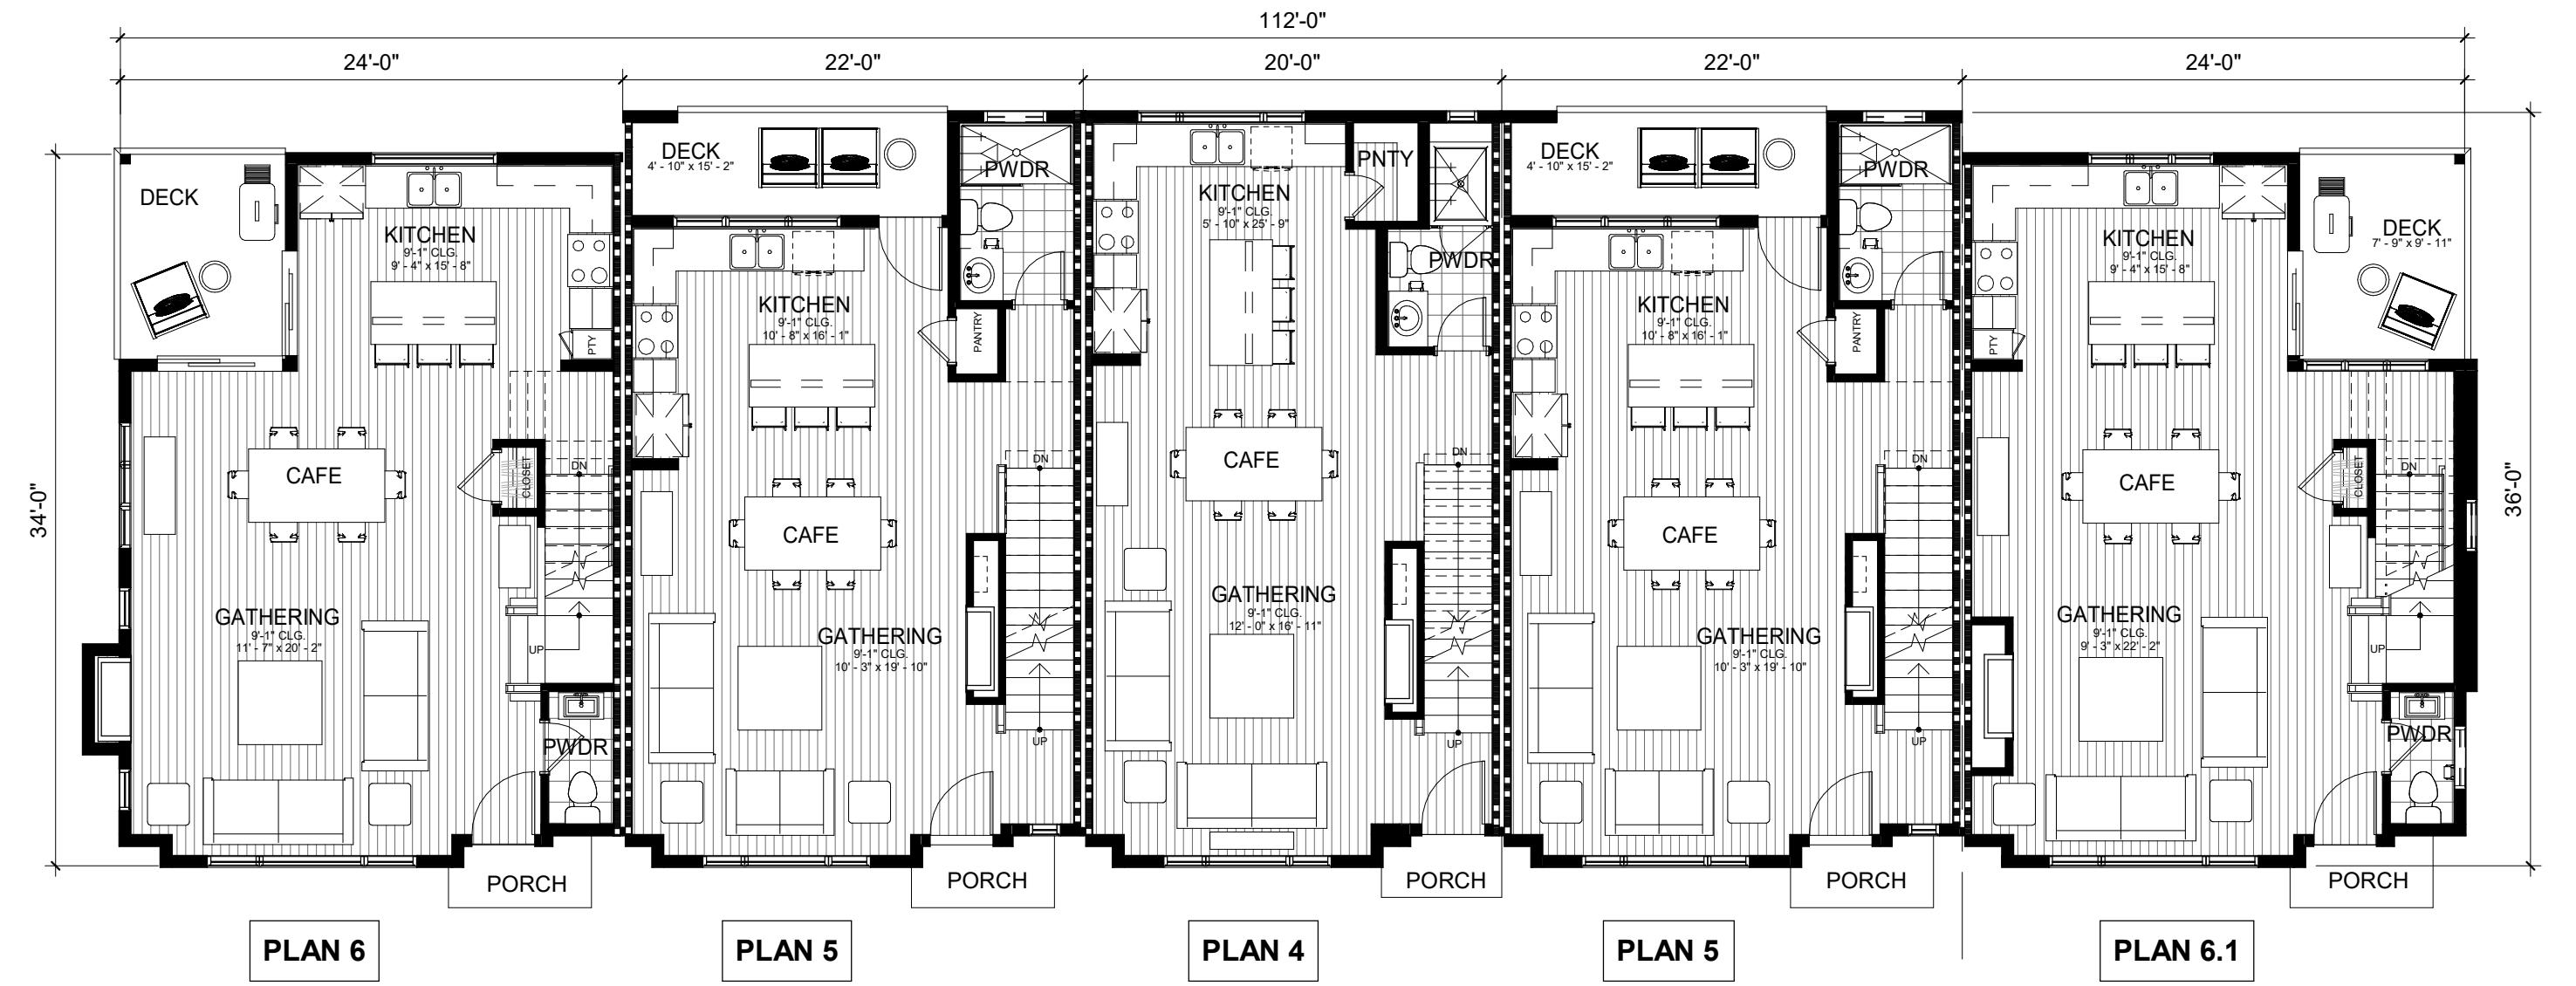 112'-0"
24'-0"
22'-0"
20'-0"
22'-0"
24'-0"
34'-0"
36'-0"
DECK
KITCHEN
9'-1" CLG.
9' - 4" x 15' - 8"
PTY
CAFE
CLOSET
DN
GATHERING
9'-1" CLG.
11' - 7" x 20' - 2"
UP
PWDR
PORCH
PLAN 6
DECK
4' - 10" x 15' - 2"
PWDR
KITCHEN
9'-1" CLG.
10' - 8" x 16' - 1"
PANTRY
DN
CAFE
GATHERING
9'-1" CLG.
10' - 3" x 19' - 10"
UP
PORCH
PLAN 5
PNTY
KITCHEN
9'-1" CLG.
5' - 10" x 25' - 9"
PWDR
CAFE
DN
GATHERING
9'-1" CLG.
12' - 0" x 16' - 11"
UP
PORCH
PLAN 4
DECK
4' - 10" x 15' - 2"
PWDR
KITCHEN
9'-1" CLG.
10' - 8" x 16' - 1"
PANTRY
DN
CAFE
GATHERING
9'-1" CLG.
10' - 3" x 19' - 10"
UP
PORCH
PLAN 5
DECK
7' - 9" x 9' - 11"
KITCHEN
9'-1" CLG.
9' - 4" x 15' - 8"
PTY
CAFE
CLOSET
DN
GATHERING
9'-1" CLG.
9' - 3" x 22' - 2"
UP
PWDR
PORCH
PLAN 6.1